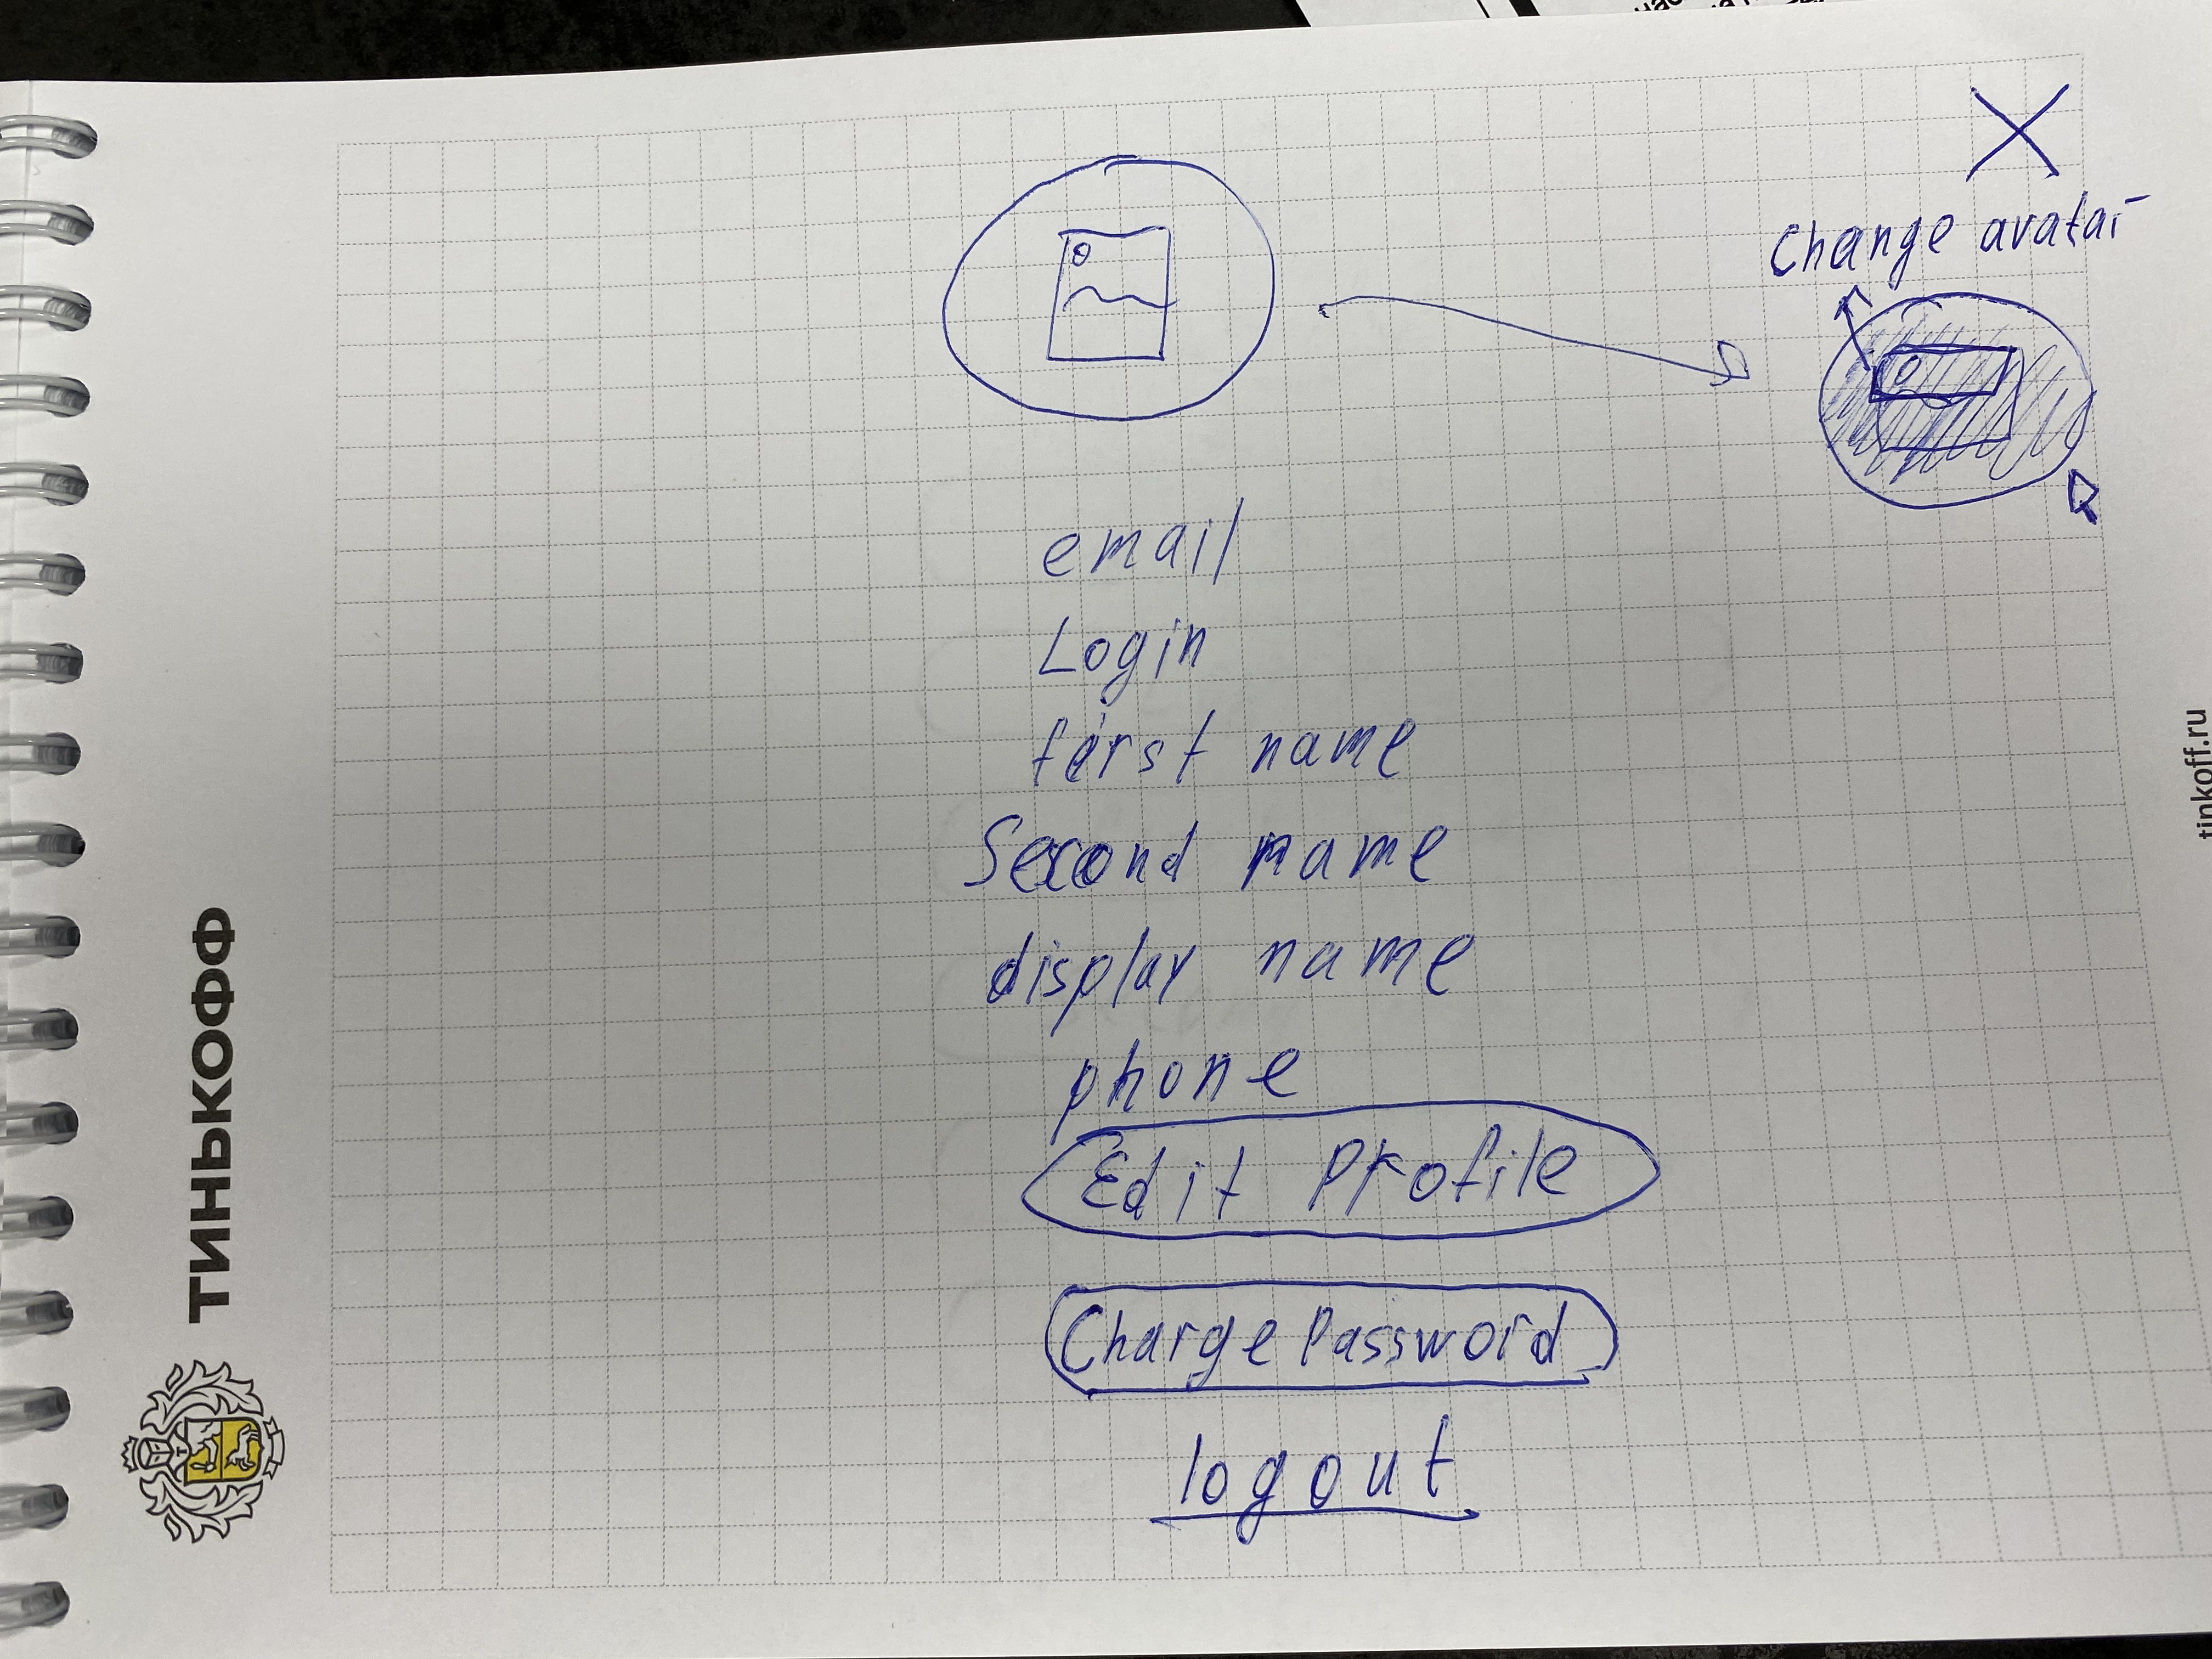 Change avatar
email
Login
first name
Second name
display name
phone
Edit Profile
Charge Password
logout
ТИНЬКОФФ
tinkoff.ru